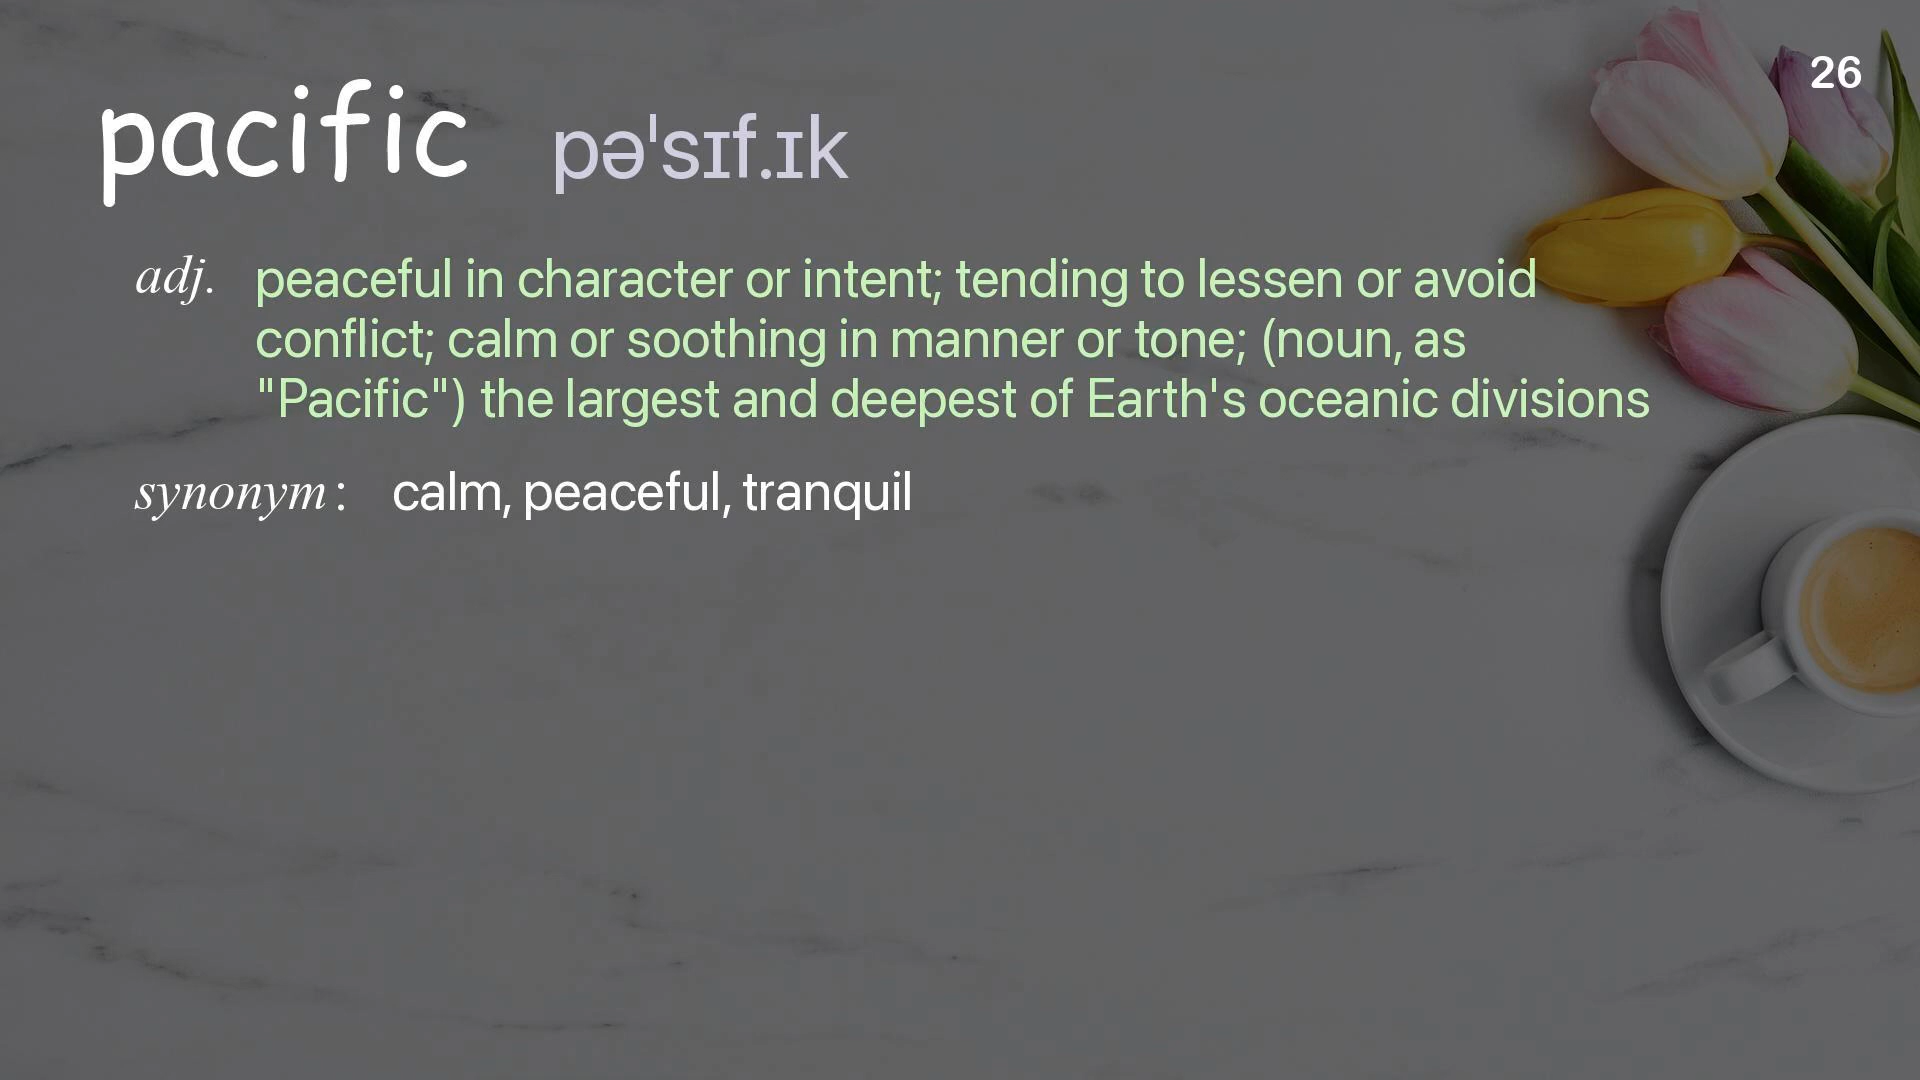 26
pacific pəˈsɪf.ɪk
adj. peaceful in character or intent; tending to lessen or avoid
conflict; calm or soothing in manner or tone; (noun, as
"Pacific") the largest and deepest of Earth's oceanic divisions
synonym: calm, peaceful, tranquil